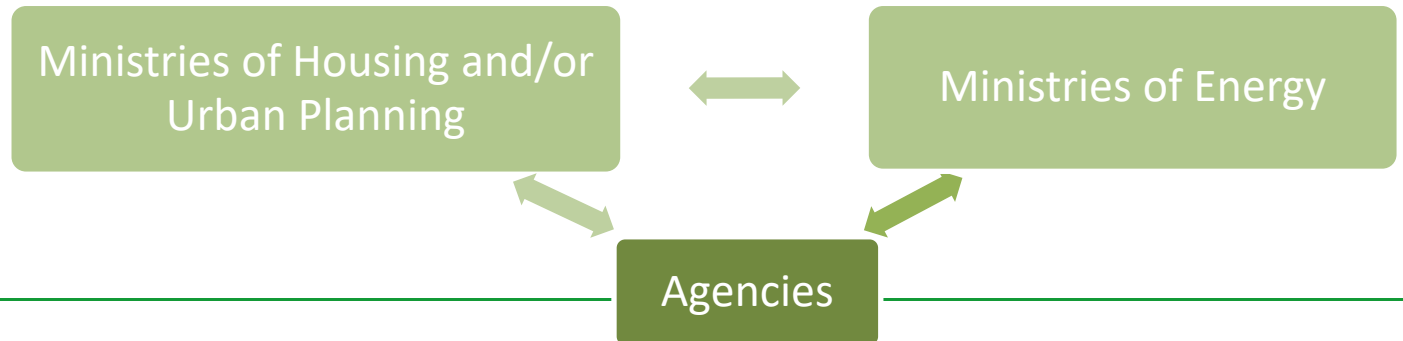 Ministries of Housing and/or
Urban Planning
Ministries of Energy
Agencies